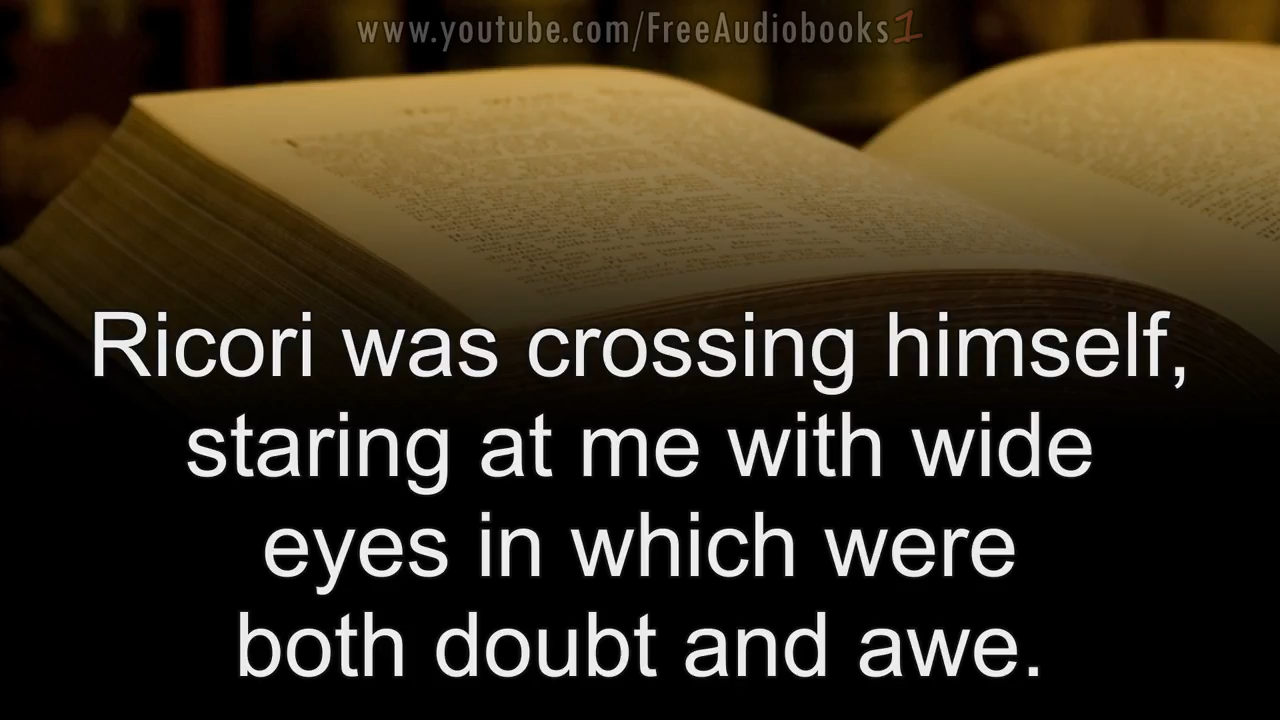 www.youtube.com/FreeAudiobooks1
Ricori was crossing himself,
staring at me with wide
eyes in which were
both doubt and awe.